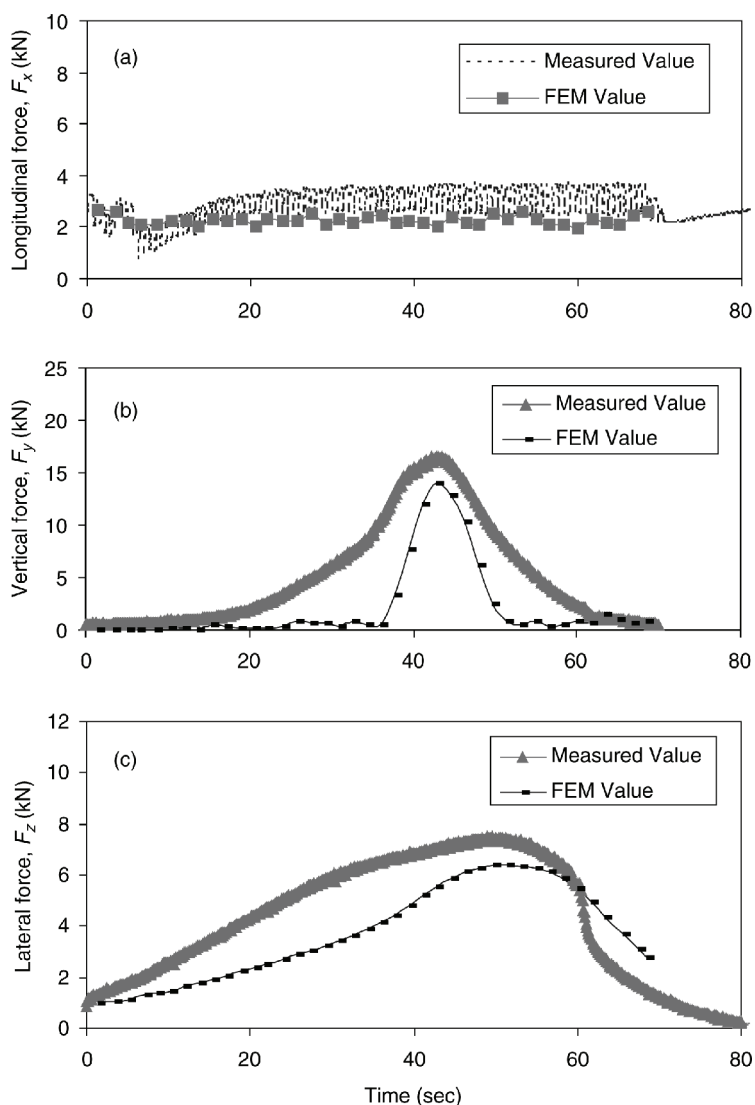 10
8
6
4
2
0
Longitudinal force, Fx (kN)
(a)
Measured Value
FEM Value
0 20 40 60 80
25
20
15
10
5
0
Vertical force, Fy (kN)
(b)
Measured Value
FEM Value
0 20 40 60 80
12
10
8
6
4
2
0
Lateral force, Fz (kN)
(c)
Measured Value
FEM Value
0 20 40 60 80
Time (sec)